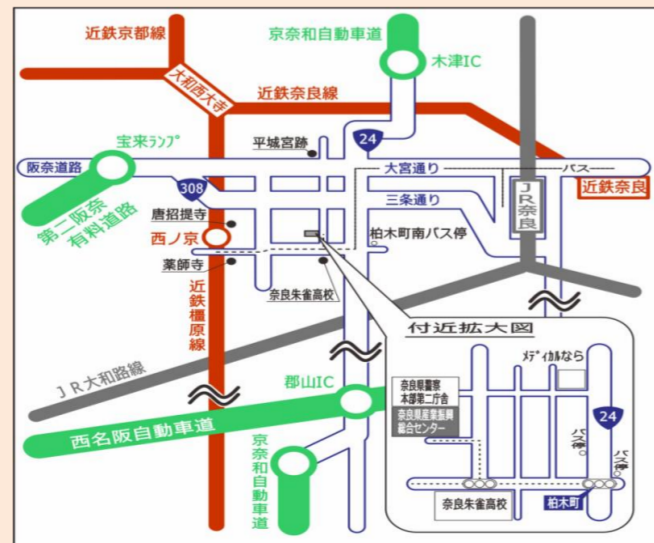 近鉄京都線
京奈和自動車道
木津IC
大和西大寺
近鉄奈良線
宝来ランプ
平城宮跡
24
阪奈道路
大宮通り
バス
308
三条通り
近鉄奈良
JR奈良
第二阪奈
有料道路
唐招提寺
西ノ京
柏木町南バス停
薬師寺
奈良朱雀高校
近鉄橿原線
付近拡大図
JR大和路線
メディカルなら
郡山IC
奈良県警察
本部第二庁舎
奈良県産業振興
総合センター
24
西名阪自動車道
バス停
バス停
京奈和自動車道
奈良朱雀高校
柏木町